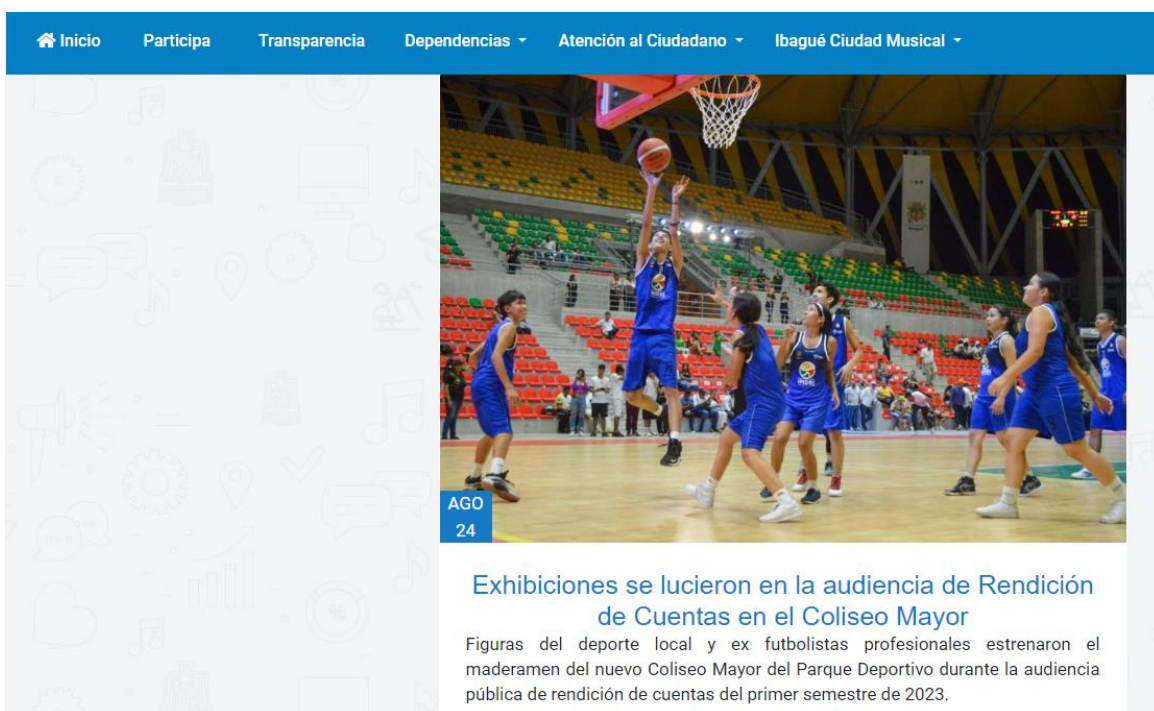 Inicio Participa Transparencia Dependencias Atención al Ciudadano Ibagué Ciudad Musical
AGO
24
Exhibiciones se lucieron en la audiencia de Rendición
de Cuentas en el Coliseo Mayor
Figuras del deporte local y ex futbolistas profesionales estrenaron el
maderamen del nuevo Coliseo Mayor del Parque Deportivo durante la audiencia
pública de rendición de cuentas del primer semestre de 2023.